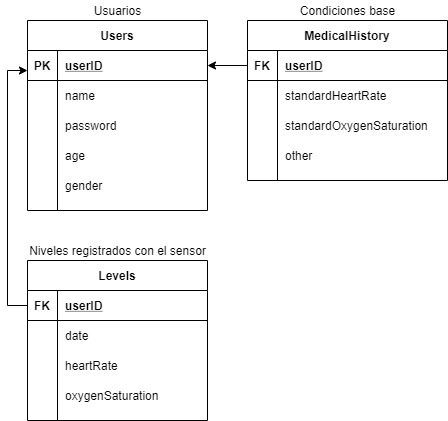 Usuarios
Users
PK userID
name
password
age
gender
Condiciones base
MedicalHistory
FK userID
standardHeartRate
standardOxygenSaturation
other
Niveles registrados con el sensor
Levels
FK userID
date
heartRate
oxygenSaturation